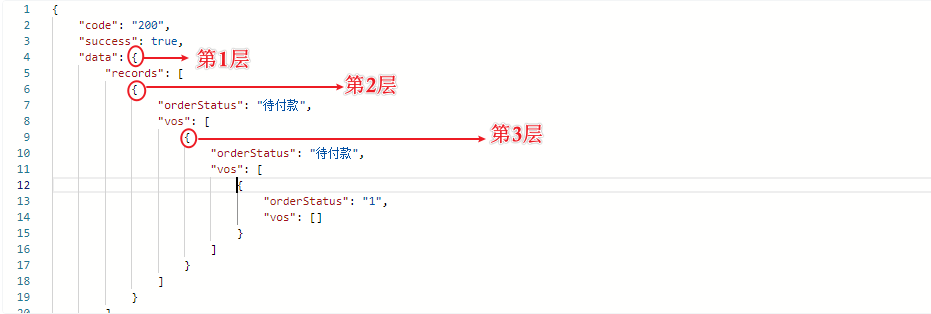 1 {
2 "code": "200",
3 "success": true,
4 "data": { 第1层
5 "records": [
6 { 第2层
7 "orderStatus": "待付款",
8 "vos": [
9 { 第3层
10 "orderStatus": "待付款",
11 "vos": [
12 {
13 "orderStatus": "1",
14 "vos": []
15 }
16 ]
17 }
18 ]
19 }
20 ]